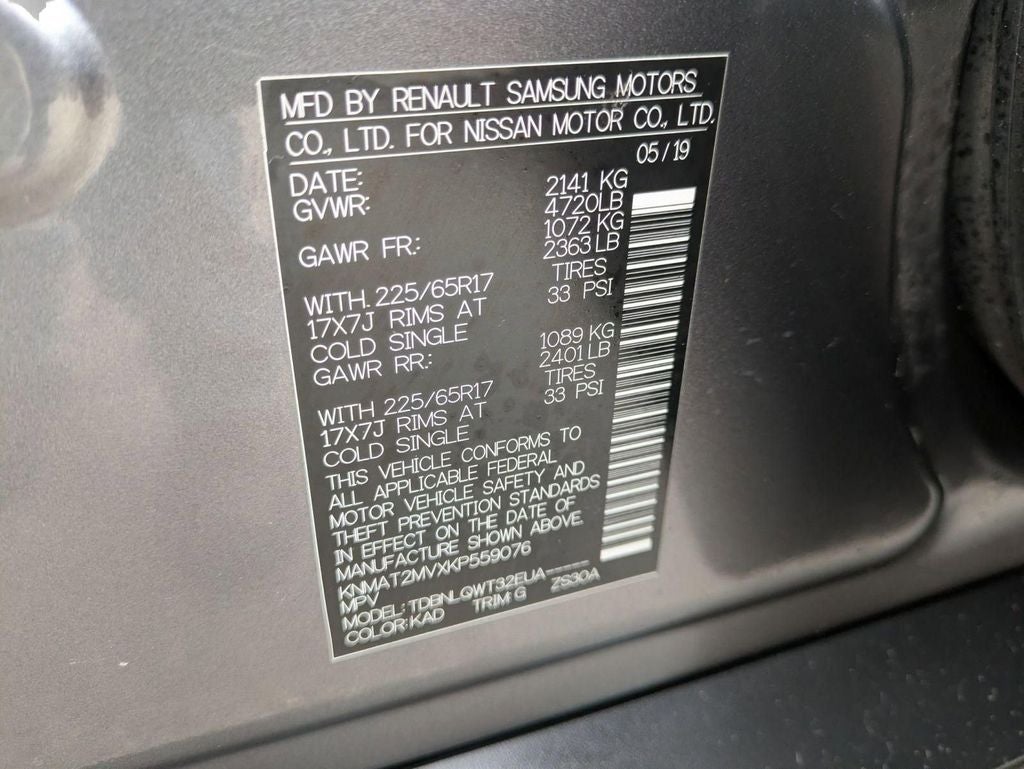 MFD BY RENAULT SAMSUNG MOTORS
CO., LTD. FOR NISSAN MOTOR CO., LTD.
DATE: 05/19
GVWR: 2141 KG
4720LB
GAWR FR.: 1072 KG
2363LB
WITH 225/65R17 TIRES
17X7J RIMS AT 33 PSI
COLD SINGLE
GAWR RR.: 1089 KG
2401LB
WITH 225/65R17 TIRES
17X7J RIMS AT 33 PSI
COLD SINGLE
THIS VEHICLE CONFORMS TO
ALL APPLICABLE FEDERAL
MOTOR VEHICLE SAFETY AND
THEFT PREVENTION STANDARDS
IN EFFECT ON THE DATE OF
MANUFACTURE SHOWN ABOVE.
KNMAT2MVXKP559076
MPV
MODEL: TDBNLQWT32EUA-----
COLOR:KAD TRIM:G ZS30A